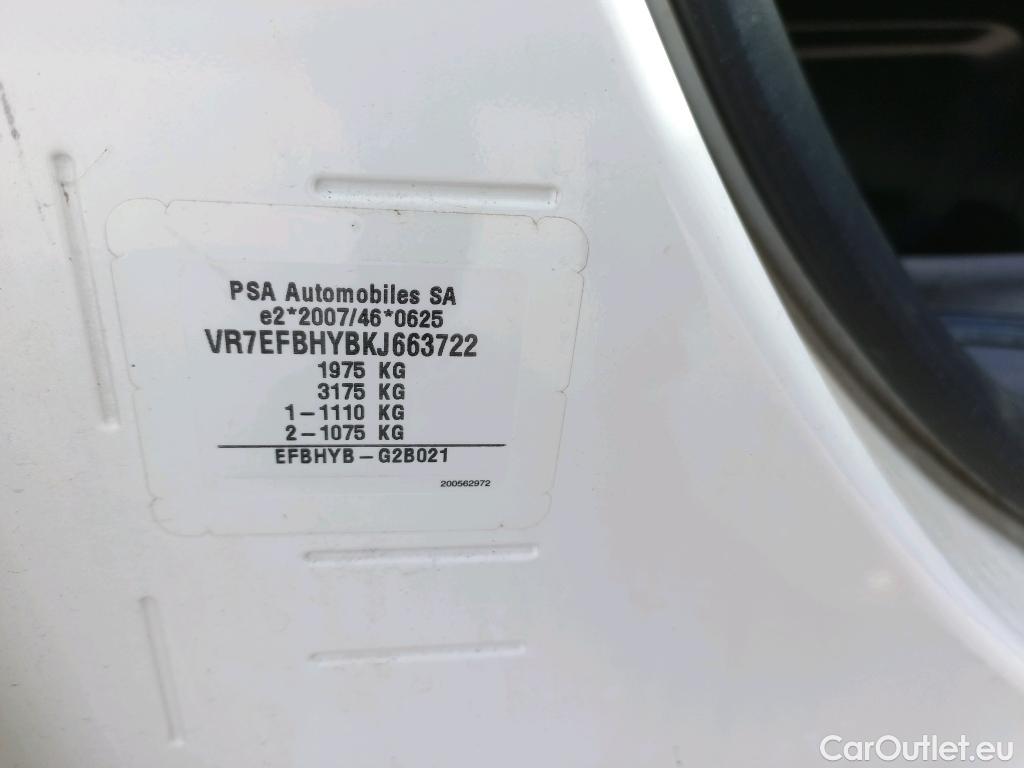 PSA Automobiles SA
e2*2007/46*0625
VR7EFBHYBKJ663722
1975 KG
3175 KG
1-1110 KG
2-1075 KG
EFBHYB-G2B021
200562972
CarOutlet.eu